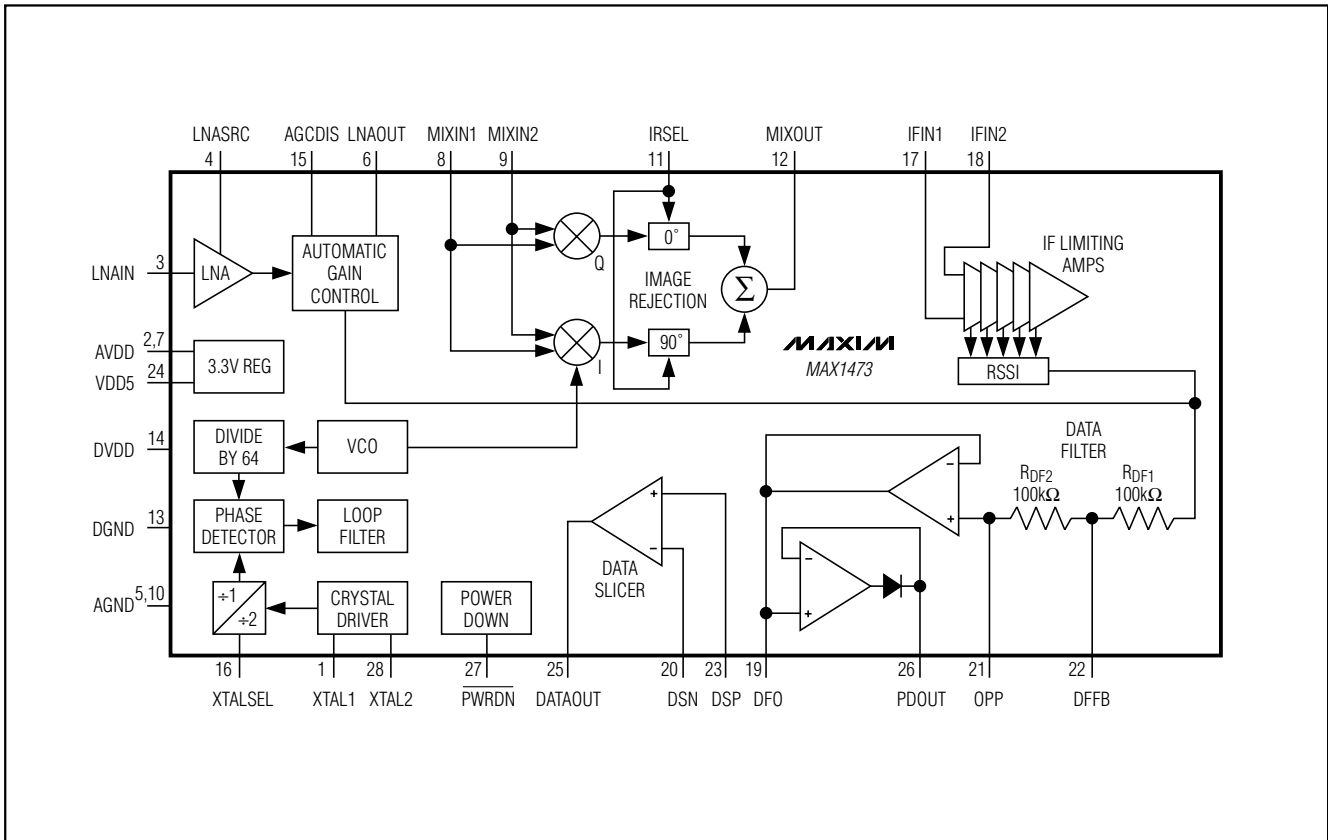 LNASRC AGCDIS LNAOUT MIXIN1 MIXIN2 IRSEL MIXOUT IFIN1 IFIN2
4 15 6 8 9 11 12 17 18
LNAIN 3
LNA
AUTOMATIC
GAIN
CONTROL
Q
0°
IMAGE
REJECTION
Σ
I
90°
IF LIMITING
AMPS
RSSI
MAXIM
MAX1473
AVDD 2,7
VDD5 24
3.3V REG
DVDD 14
DIVIDE
BY 64
VCO
DGND 13
PHASE
DETECTOR
LOOP
FILTER
AGND 5,10
÷1
÷2
CRYSTAL
DRIVER
POWER
DOWN
+
−
DATA
SLICER
−
+
−
+
DATA
FILTER
RDF2
100kΩ
RDF1
100kΩ
16 1 28 27 25 20 23 19 26 21 22
XTALSEL XTAL1 XTAL2 PWRDN DATAOUT DSN DSP DFO PDOUT OPP DFFB